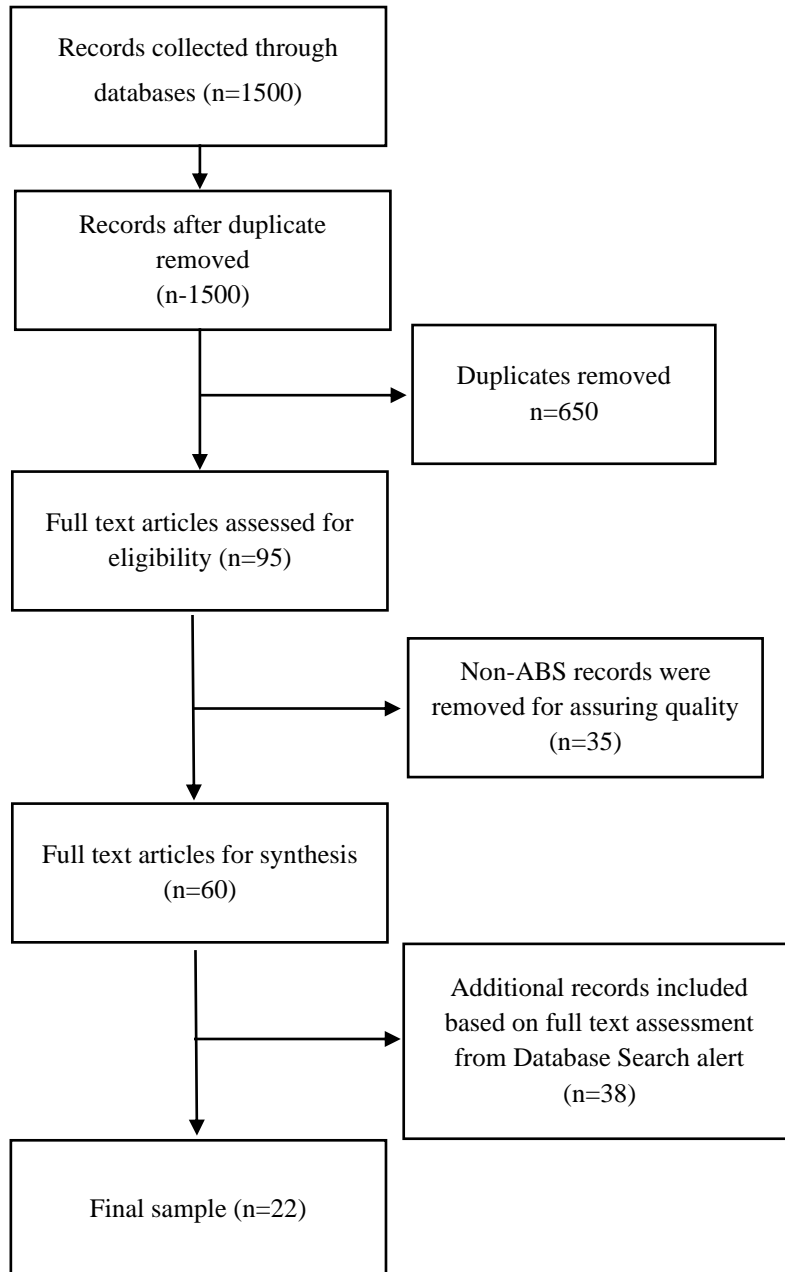 Records collected through
databases (n=1500)
Records after duplicate
removed
(n-1500)
Duplicates removed
n=650
Full text articles assessed for
eligibility (n=95)
Non-ABS records were
removed for assuring quality
(n=35)
Full text articles for synthesis
(n=60)
Additional records included
based on full text assessment
from Database Search alert
(n=38)
Final sample (n=22)